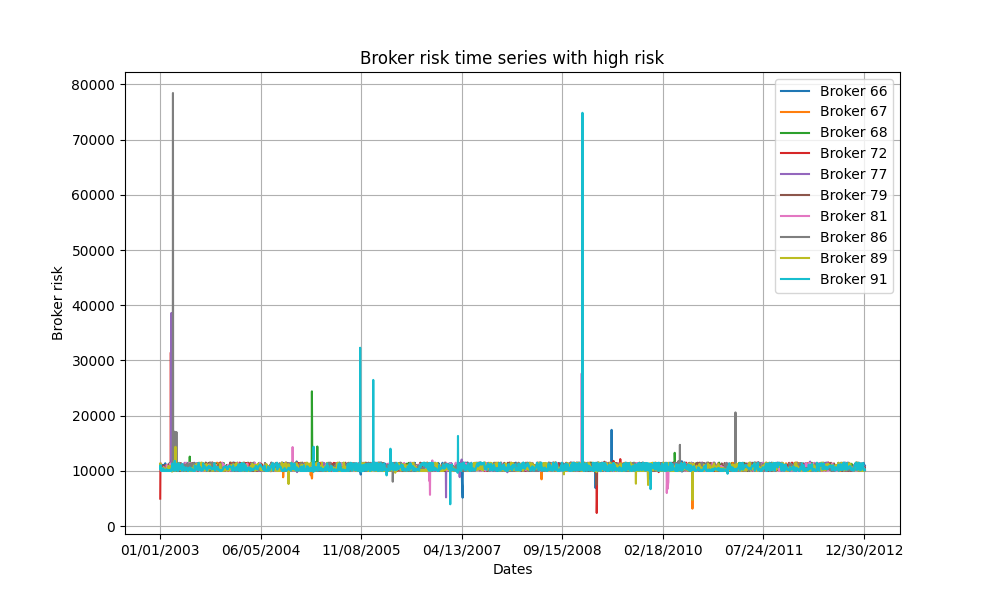 Broker risk time series with high risk
80000
70000
60000
50000
40000
30000
20000
10000
0
Broker risk
Broker 66
Broker 67
Broker 68
Broker 72
Broker 77
Broker 79
Broker 81
Broker 86
Broker 89
Broker 91
01/01/2003 06/05/2004 11/08/2005 04/13/2007 09/15/2008 02/18/2010 07/24/2011 12/30/2012
Dates